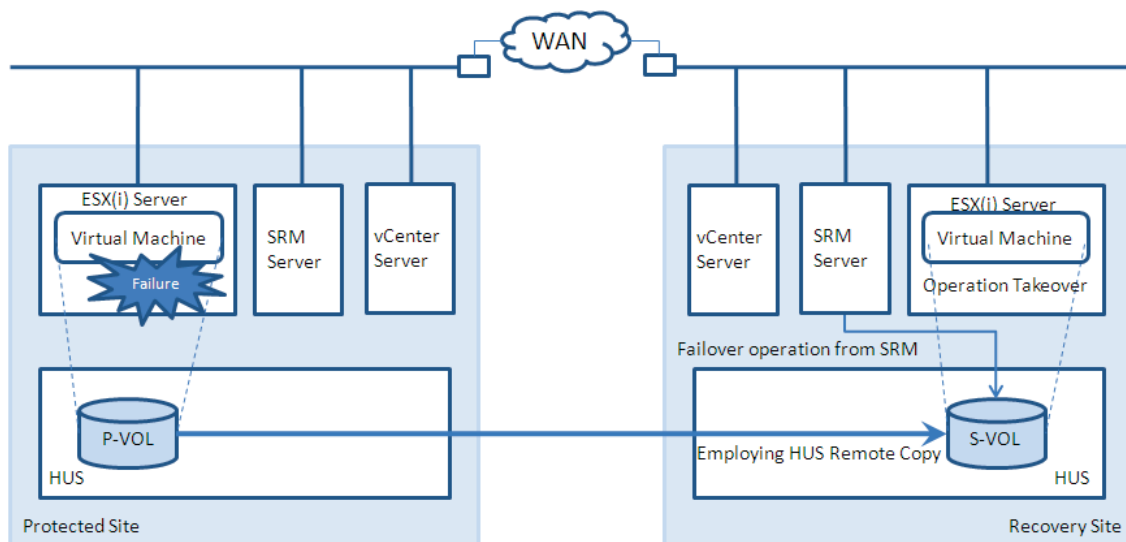 WAN
ESX(i) Server
Virtual Machine
Failure
SRM
Server
vCenter
Server
vCenter
Server
SRM
Server
ESX(i) Server
Virtual Machine
Operation Takeover
Failover operation from SRM
P-VOL
HUS
Employing HUS Remote Copy
S-VOL
HUS
Protected Site
Recovery Site